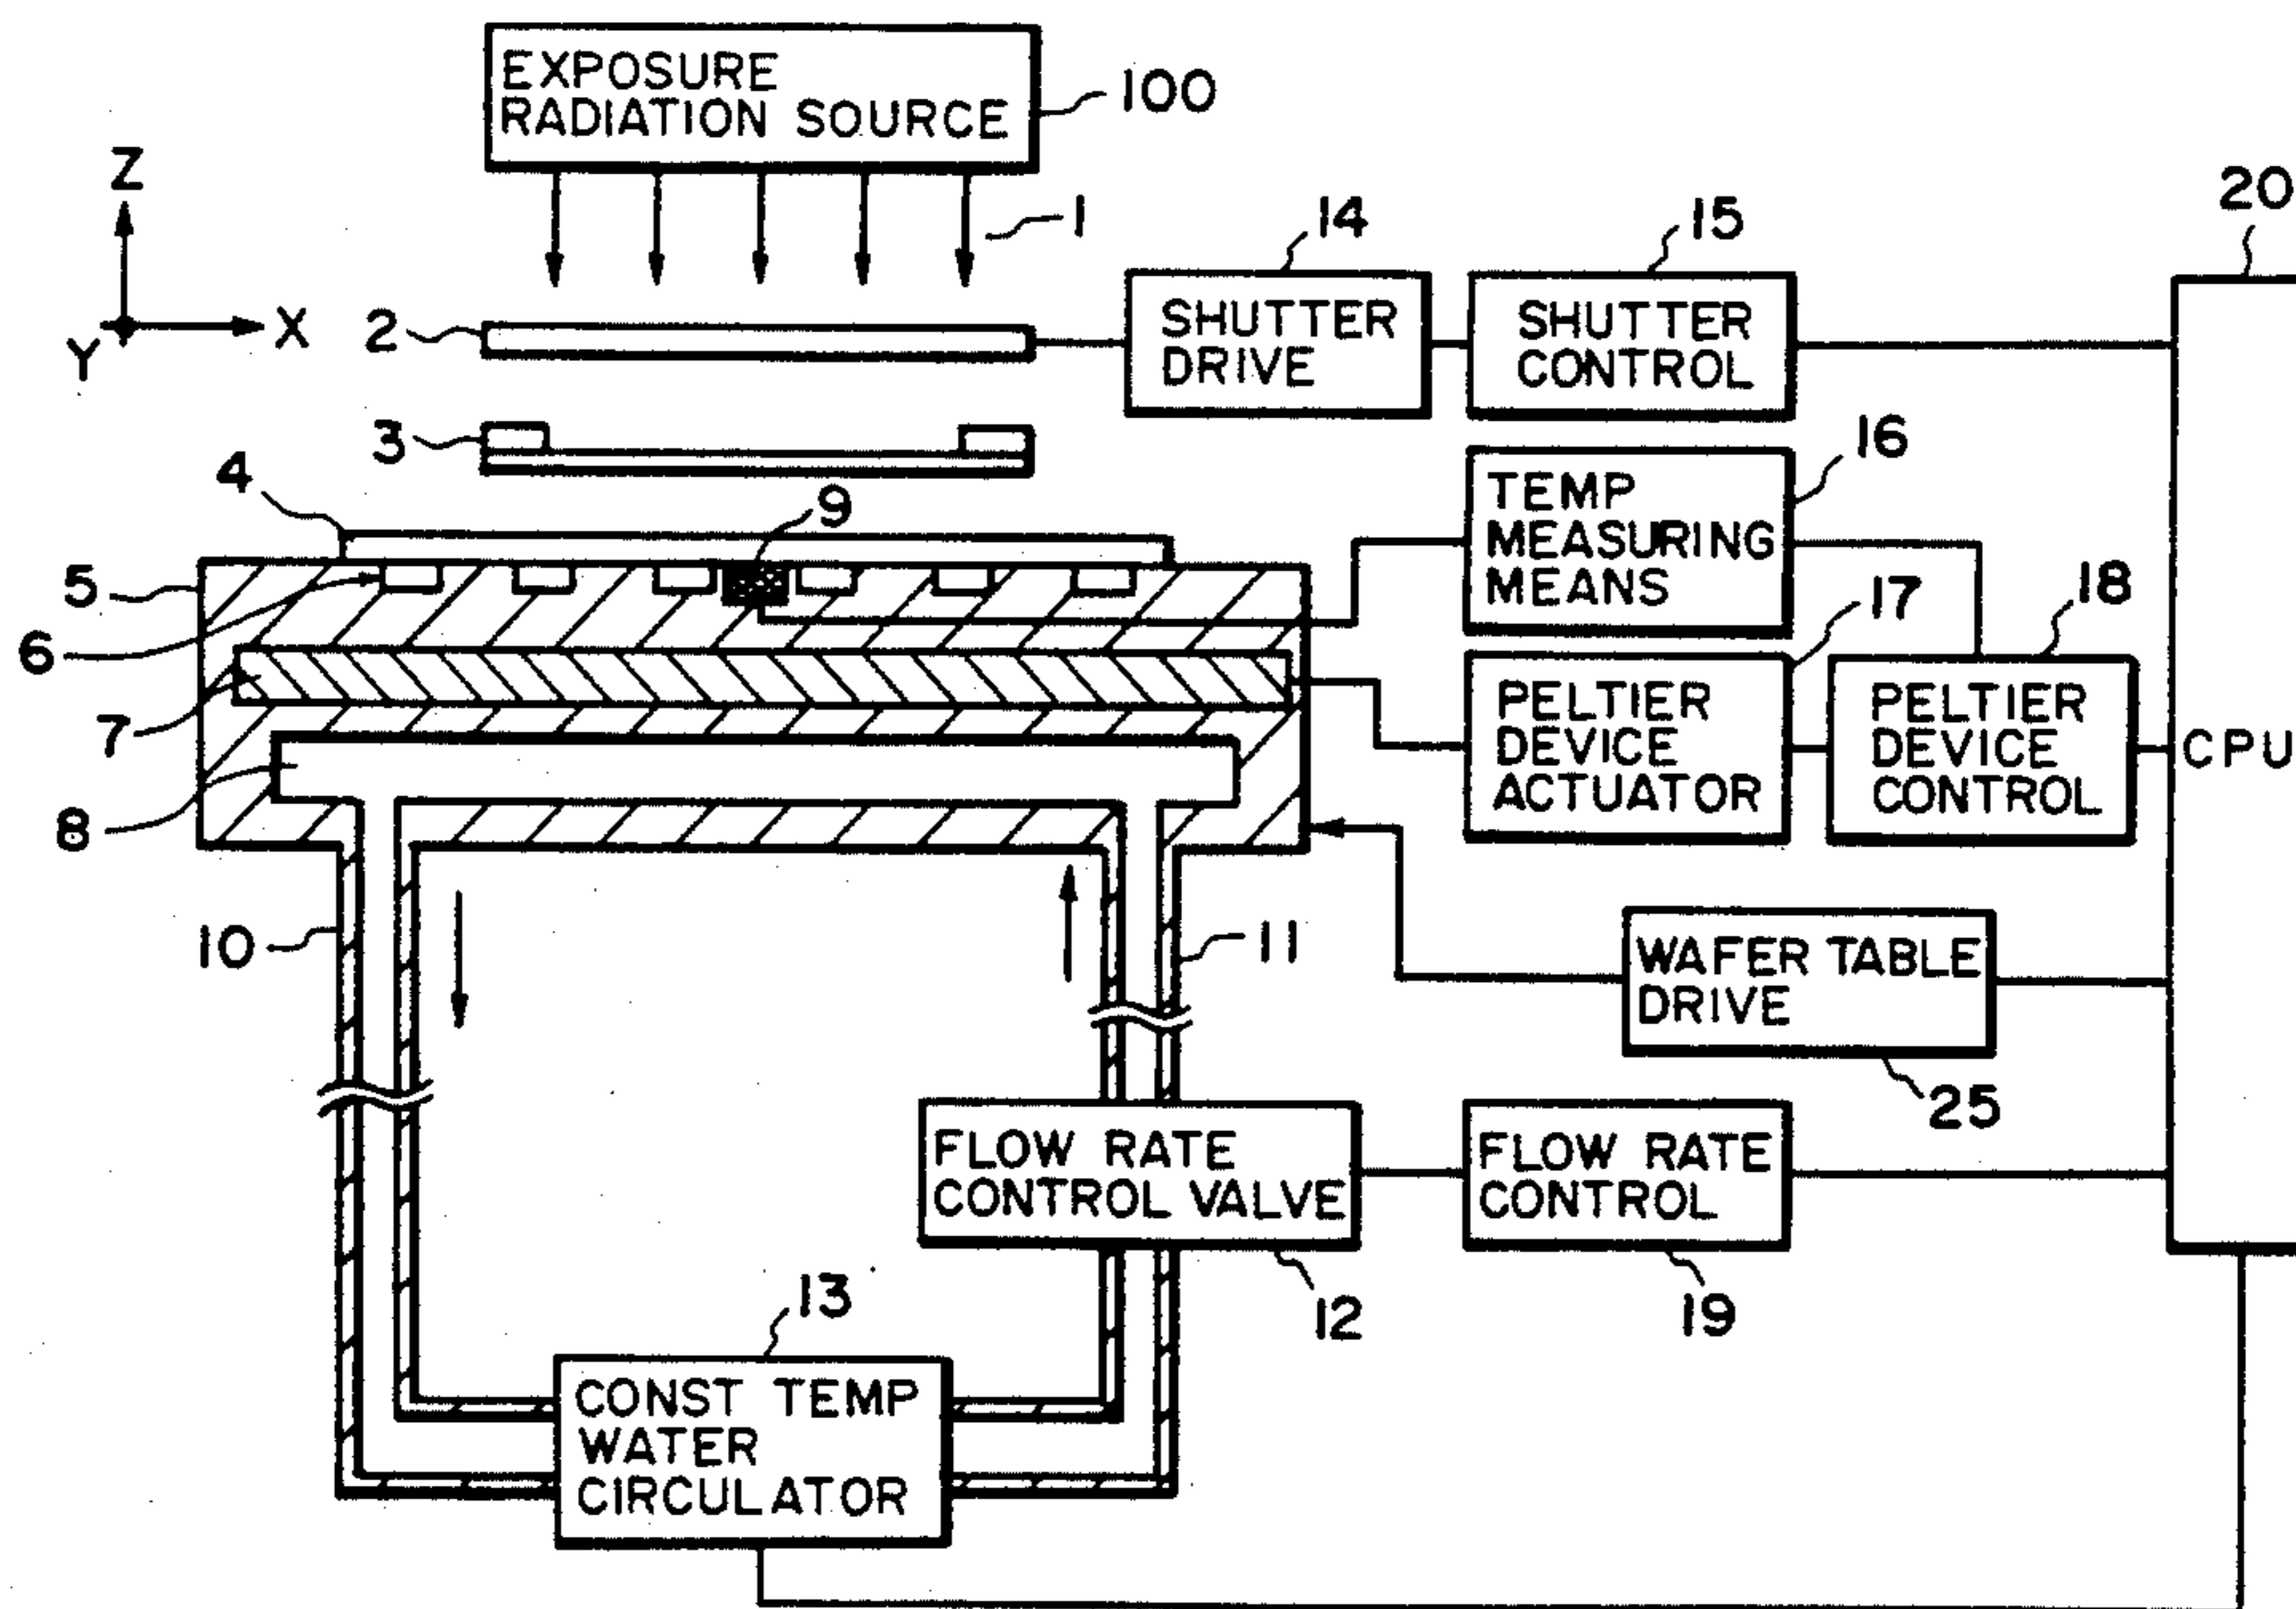 EXPOSURE
RADIATION SOURCE
100
Z
Y
X
1
2
14
15
20
SHUTTER
DRIVE
SHUTTER
CONTROL
3
4
9
16
TEMP
MEASURING
MEANS
5
6
7
8
17
18
PELTIER
DEVICE
ACTUATOR
PELTIER
DEVICE
CONTROL
CPU
10
11
WAFER TABLE
DRIVE
25
FLOW RATE
CONTROL VALVE
FLOW RATE
CONTROL
12
19
13
CONST TEMP
WATER
CIRCULATOR